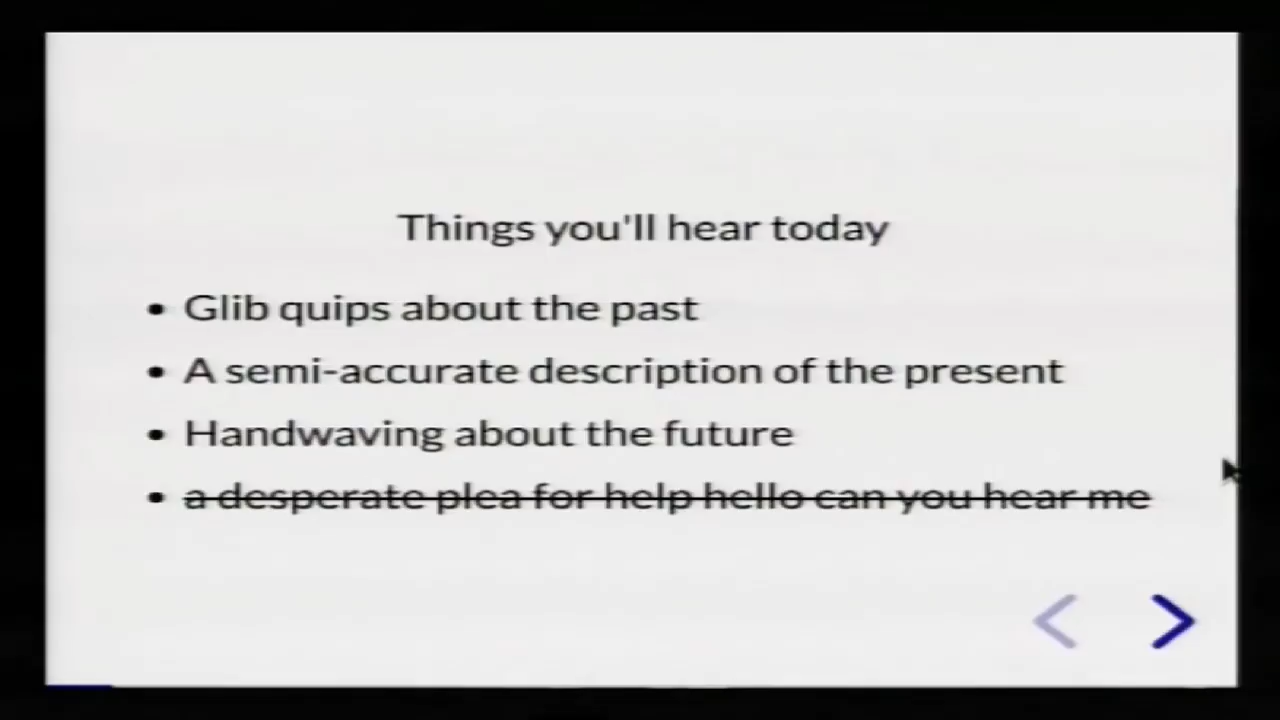 Things you'll hear today
• Glib quips about the past
• A semi-accurate description of the present
• Handwaving about the future
• a desperate plea for help hello can you hear me